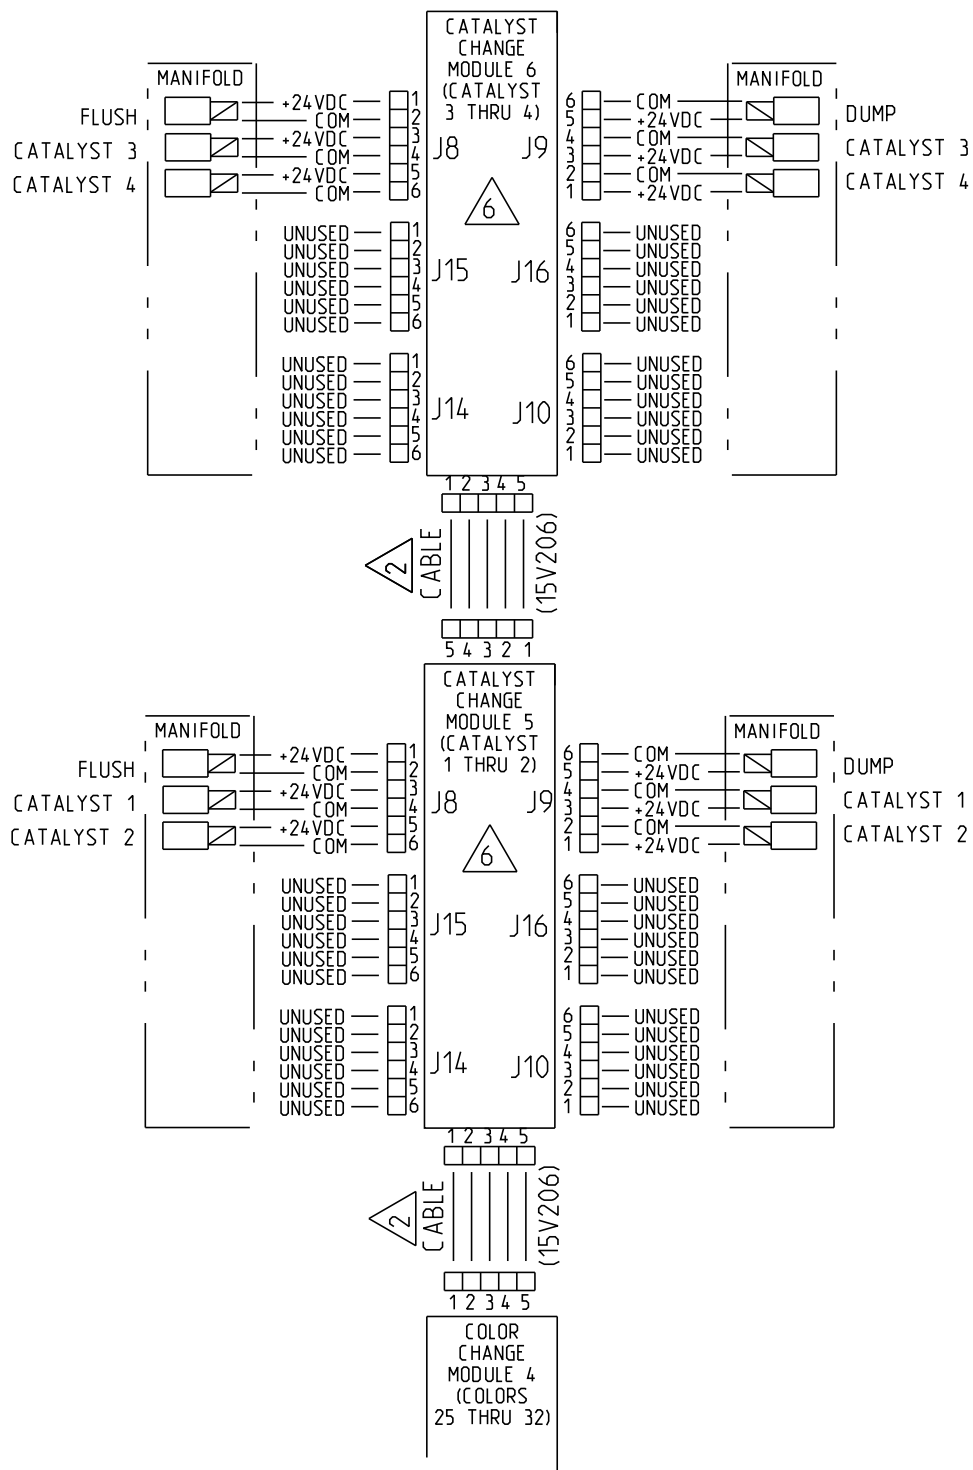 CATALYST
CHANGE
MODULE 6
(CATALYST
3 THRU 4)
MANIFOLD
FLUSH
CATALYST 3
CATALYST 4
+24VDC 1
COM 2
+24VDC 3
COM 4
+24VDC 5
COM 6
J8
J9
6 COM
5 +24VDC
4 COM
3 +24VDC
2 COM
1 +24VDC
MANIFOLD
DUMP
CATALYST 3
CATALYST 4
6
UNUSED 1
UNUSED 2
UNUSED 3
UNUSED 4
UNUSED 5
UNUSED 6
J15
J16
6 UNUSED
5 UNUSED
4 UNUSED
3 UNUSED
2 UNUSED
1 UNUSED
UNUSED 1
UNUSED 2
UNUSED 3
UNUSED 4
UNUSED 5
UNUSED 6
J14
J10
6 UNUSED
5 UNUSED
4 UNUSED
3 UNUSED
2 UNUSED
1 UNUSED
1 2 3 4 5
2
CABLE
(15V206)
5 4 3 2 1
CATALYST
CHANGE
MODULE 5
(CATALYST
1 THRU 2)
MANIFOLD
FLUSH
CATALYST 1
CATALYST 2
+24VDC 1
COM 2
+24VDC 3
COM 4
+24VDC 5
COM 6
J8
J9
6 COM
5 +24VDC
4 COM
3 +24VDC
2 COM
1 +24VDC
MANIFOLD
DUMP
CATALYST 1
CATALYST 2
6
UNUSED 1
UNUSED 2
UNUSED 3
UNUSED 4
UNUSED 5
UNUSED 6
J15
J16
6 UNUSED
5 UNUSED
4 UNUSED
3 UNUSED
2 UNUSED
1 UNUSED
UNUSED 1
UNUSED 2
UNUSED 3
UNUSED 4
UNUSED 5
UNUSED 6
J14
J10
6 UNUSED
5 UNUSED
4 UNUSED
3 UNUSED
2 UNUSED
1 UNUSED
1 2 3 4 5
2
CABLE
(15V206)
1 2 3 4 5
COLOR
CHANGE
MODULE 4
(COLORS
25 THRU 32)